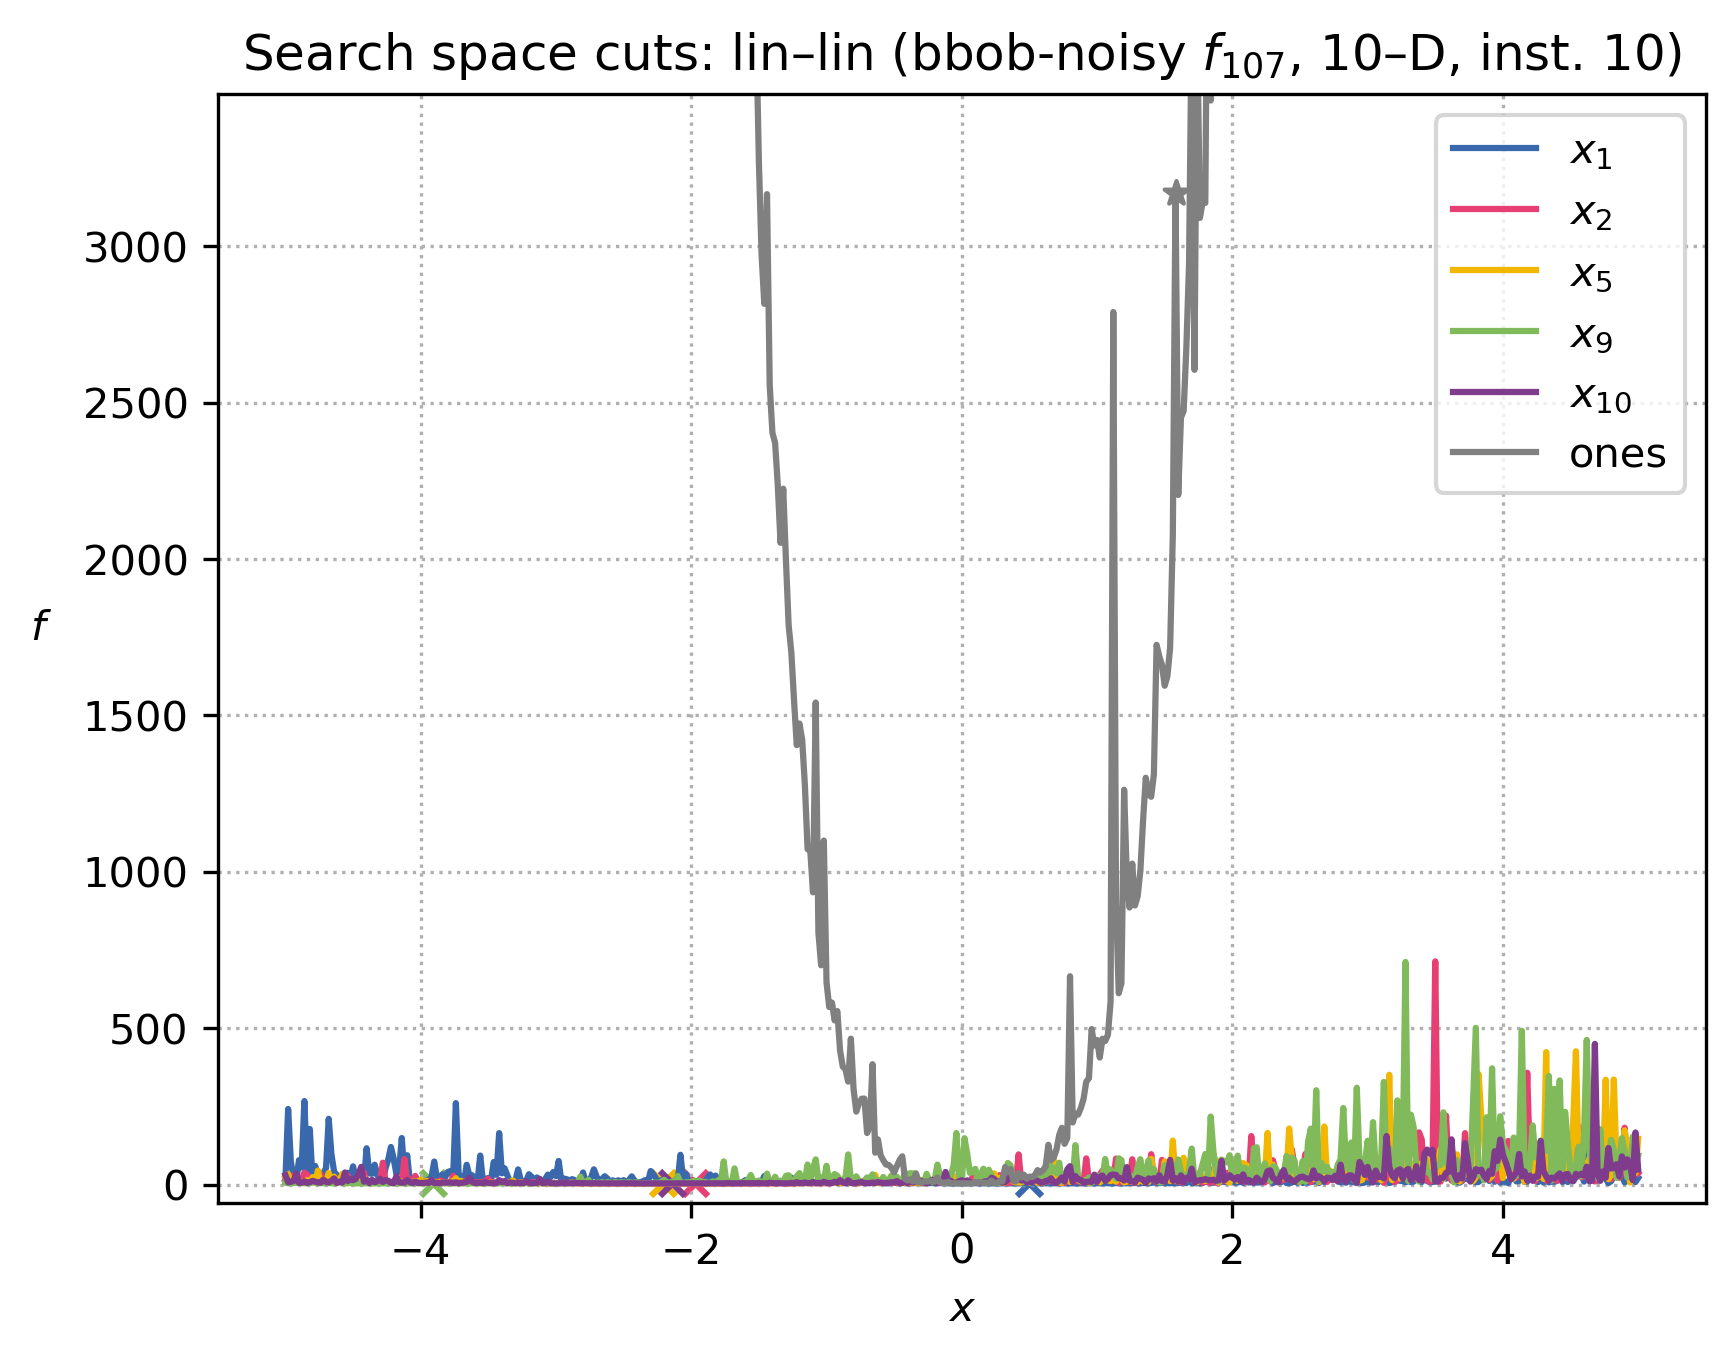 Search space cuts: lin–lin (bbob-noisy f107, 10–D, inst. 10)
x1
x2
x5
x9
x10
ones
3000
2500
2000
1500
1000
500
0
f
−4
−2
0
2
4
x